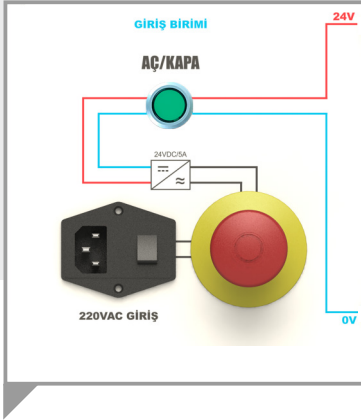 GİRİŞ BİRİMİ
24V
AÇ/KAPA
24VDC/5A
220VAC GİRİŞ
0V